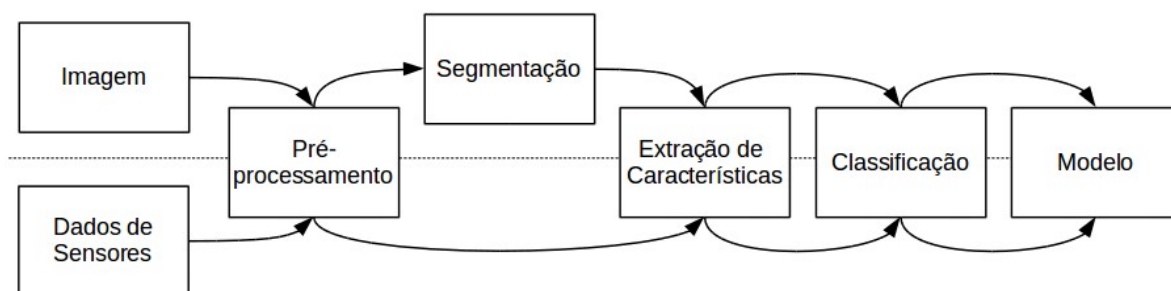 Imagem
Segmentação
Pré-
processamento
Extração de
Características
Classificação
Modelo
Dados de
Sensores